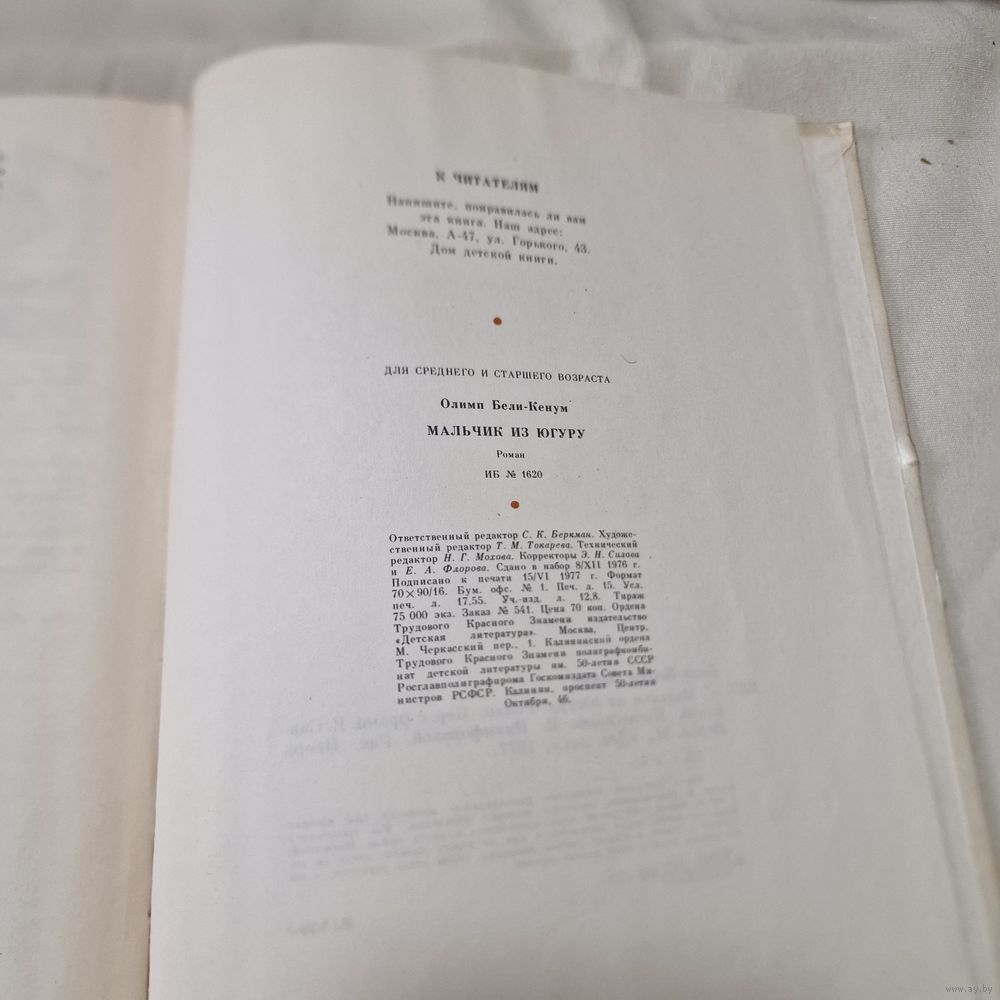 К ЧИТАТЕЛЯМ
Напишите, понравилась ли вам
эта книга. Наш адрес:
Москва, А-47, ул. Горького, 43.
Дом детской книги.
ДЛЯ СРЕДНЕГО И СТАРШЕГО ВОЗРАСТА
Олимп Бели-Кенум
МАЛЬЧИК ИЗ ЮГУРУ
Роман
ИБ № 1620
Ответственный редактор С. К. Беркман. Художе-
ственный редактор Т. М. Токарева. Технический
редактор Н. Г. Мохова. Корректоры Э. Н. Сизова
и Е. А. Флорова. Сдано в набор 8/XII 1976 г.
Подписано к печати 15/VI 1977 г. Формат
70×90/16. Бум. офс. № 1. Печ. л. 15. Усл.
печ. л. 17,55. Уч.-изд. л. 12,8. Тираж
75 000 экз. Заказ № 541. Цена 70 коп. Ордена
Трудового Красного Знамени издательство
«Детская литература». Москва, Центр,
М. Черкасский пер., 1. Калининский ордена
Трудового Красного Знамени полиграфкомби-
нат детской литературы им. 50-летия СССР
Росглавполиграфпрома Госкомиздата Совета Ми-
нистров РСФСР. Калинин, проспект 50-летия
Октября, 46.
www.ay.by